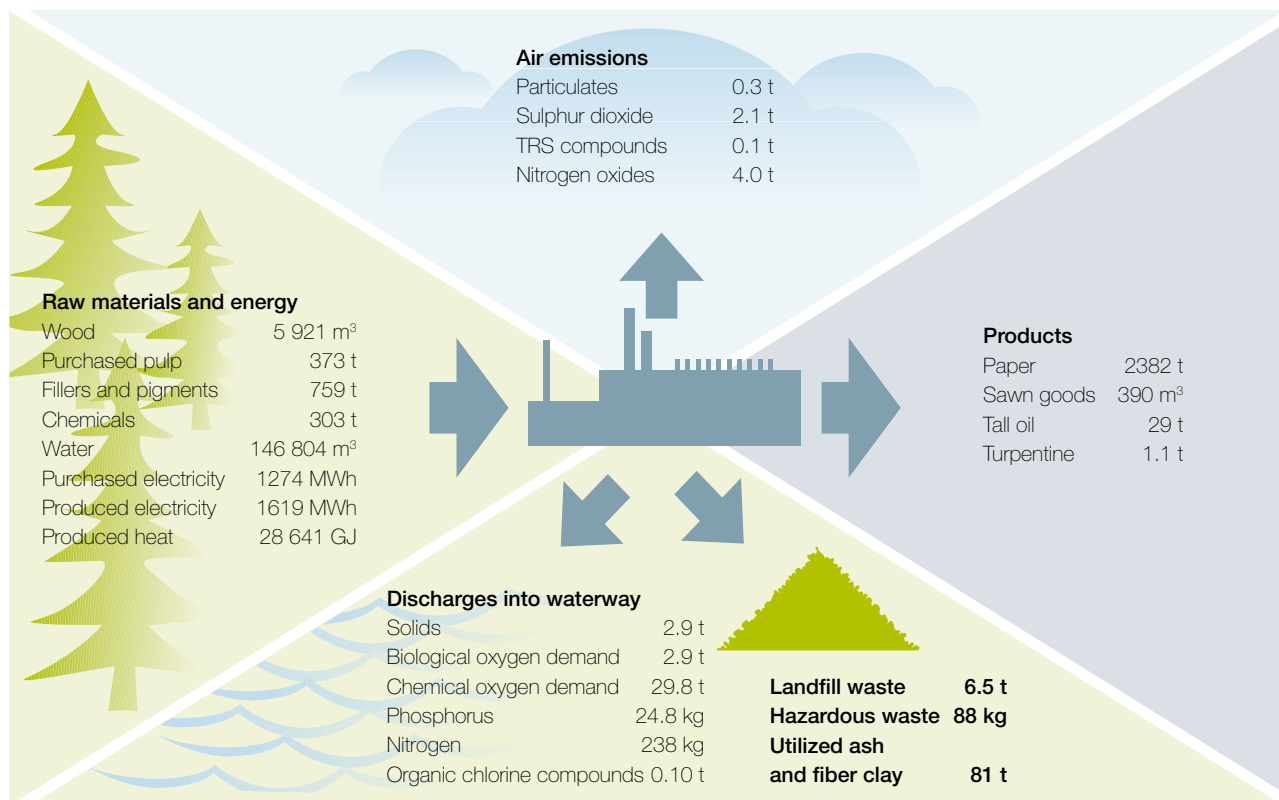 Air emissions
Particulates 0.3 t
Sulphur dioxide 2.1 t
TRS compounds 0.1 t
Nitrogen oxides 4.0 t
Raw materials and energy
Wood 5 921 m³
Purchased pulp 373 t
Fillers and pigments 759 t
Chemicals 303 t
Water 146 804 m³
Purchased electricity 1274 MWh
Produced electricity 1619 MWh
Produced heat 28 641 GJ
Products
Paper 2382 t
Sawn goods 390 m³
Tall oil 29 t
Turpentine 1.1 t
Discharges into waterway
Solids 2.9 t
Biological oxygen demand 2.9 t
Chemical oxygen demand 29.8 t
Phosphorus 24.8 kg
Nitrogen 238 kg
Organic chlorine compounds 0.10 t
Landfill waste 6.5 t
Hazardous waste 88 kg
Utilized ash
and fiber clay 81 t